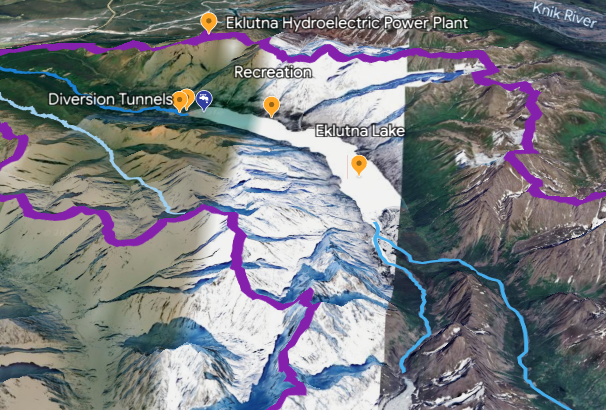 Knik River
Eklutna Hydroelectric Power Plant
Recreation
Diversion Tunnels
Eklutna Lake